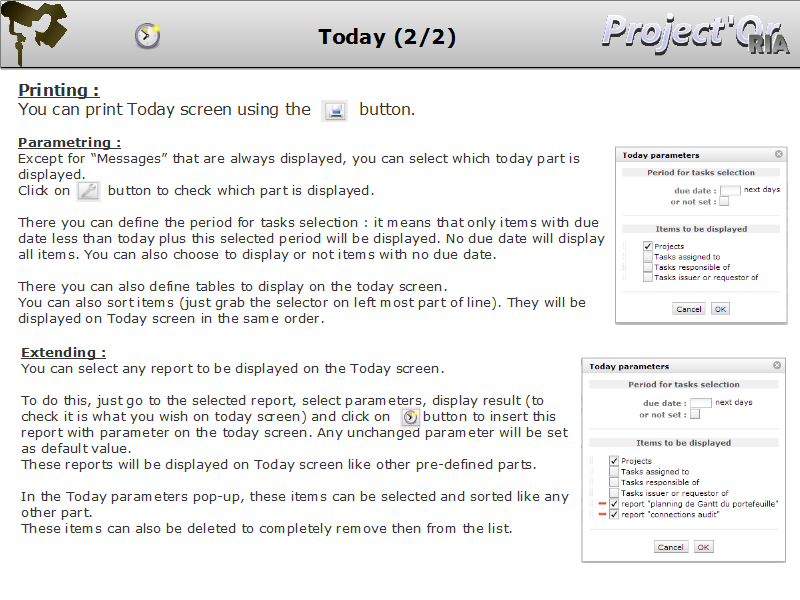 Today (2/2)
Project'Or
RIA
Printing :
You can print Today screen using the button.
Parametring :
Except for “Messages” that are always displayed, you can select which today part is
displayed.
Click on button to check which part is displayed.
There you can define the period for tasks selection : it means that only items with due
date less than today plus this selected period will be displayed. No due date will display
all items. You can also choose to display or not items with no due date.
There you can also define tables to display on the today screen.
You can also sort items (just grab the selector on left most part of line). They will be
displayed on Today screen in the same order.
Today parameters
Period for tasks selection
due date : next days
or not set :
Items to be displayed
Projects
Tasks assigned to
Tasks responsible of
Tasks issuer or requestor of
Cancel OK
Extending :
You can select any report to be displayed on the Today screen.
To do this, just go to the selected report, select parameters, display result (to
check it is what you wish on today screen) and click on button to insert this
report with parameter on the today screen. Any unchanged parameter will be set
as default value.
These reports will be displayed on Today screen like other pre-defined parts.
In the Today parameters pop-up, these items can be selected and sorted like any
other part.
These items can also be deleted to completely remove then from the list.
Today parameters
Period for tasks selection
due date : next days
or not set :
Items to be displayed
Projects
Tasks assigned to
Tasks responsible of
Tasks issuer or requestor of
report "planning de Gantt du portefeuille"
report "connections audit"
Cancel OK